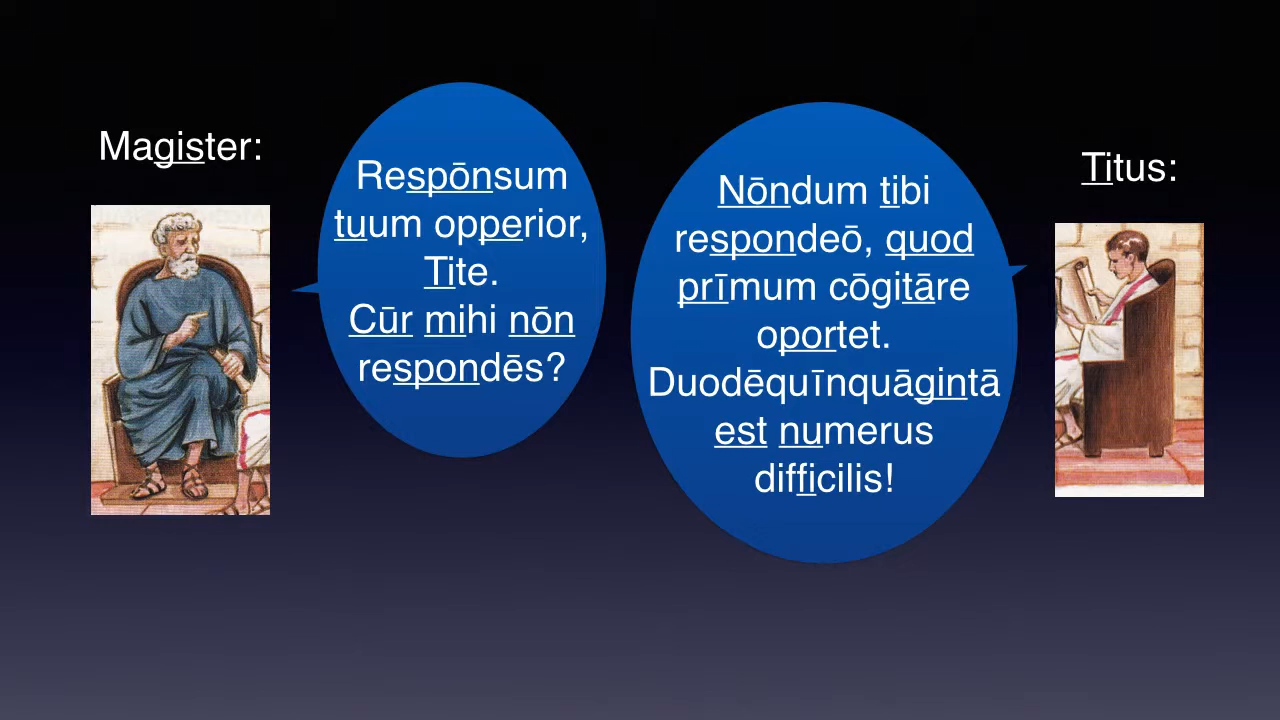 Magister:
Respōnsum
tuum opperior,
Tite.
Cūr mihi nōn
respondēs?
Nōndum tibi
respondeō, quod
prīmum cōgitāre
oportet.
Duodēquīnquāgintā
est numerus
difficilis!
Titus: